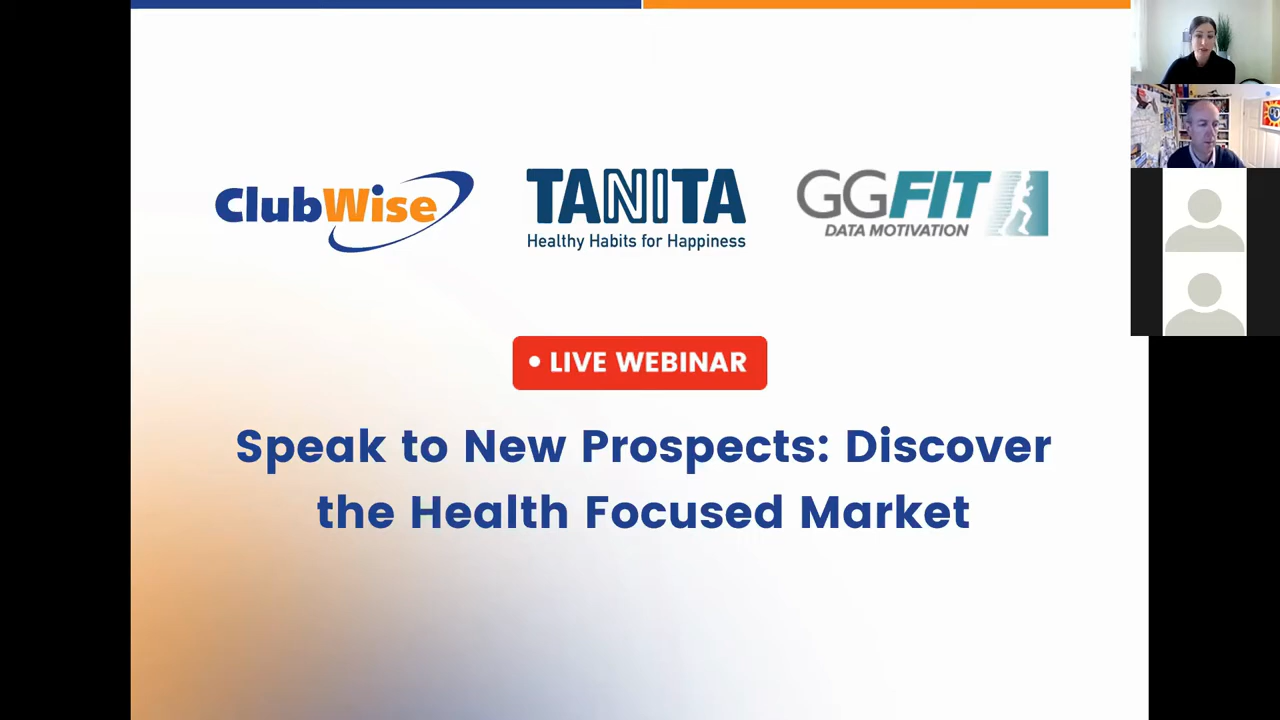 ClubWise
TANITA
Healthy Habits for Happiness
GGFIT
DATA MOTIVATION
• LIVE WEBINAR
Speak to New Prospects: Discover
the Health Focused Market